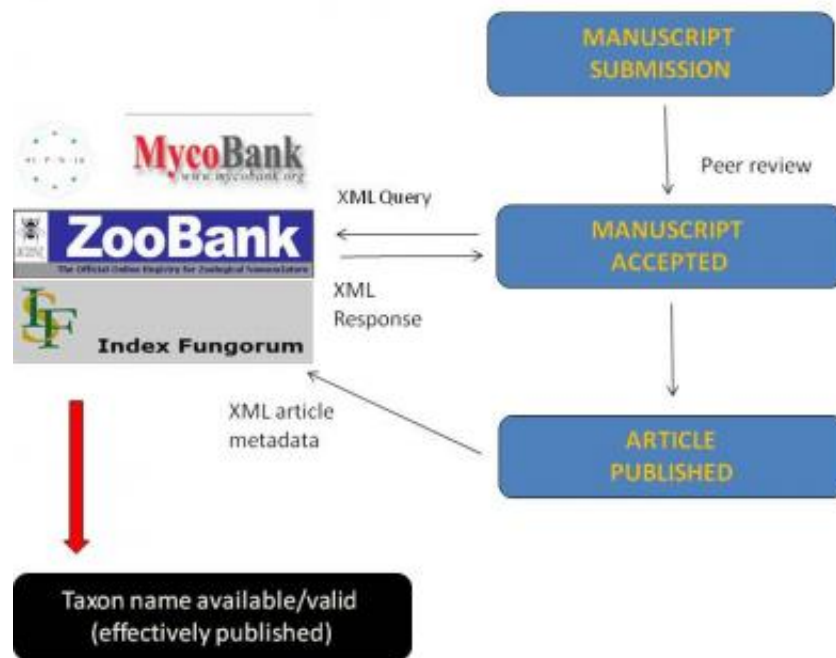 MANUSCRIPT
SUBMISSION
Peer review
MycoBank
www.mycobank.org
XML Query
ZooBank
The Official Online Registry for Zoological Nomenclature
MANUSCRIPT
ACCEPTED
XML
Response
Index Fungorum
XML article
metadata
ARTICLE
PUBLISHED
Taxon name available/valid
(effectively published)